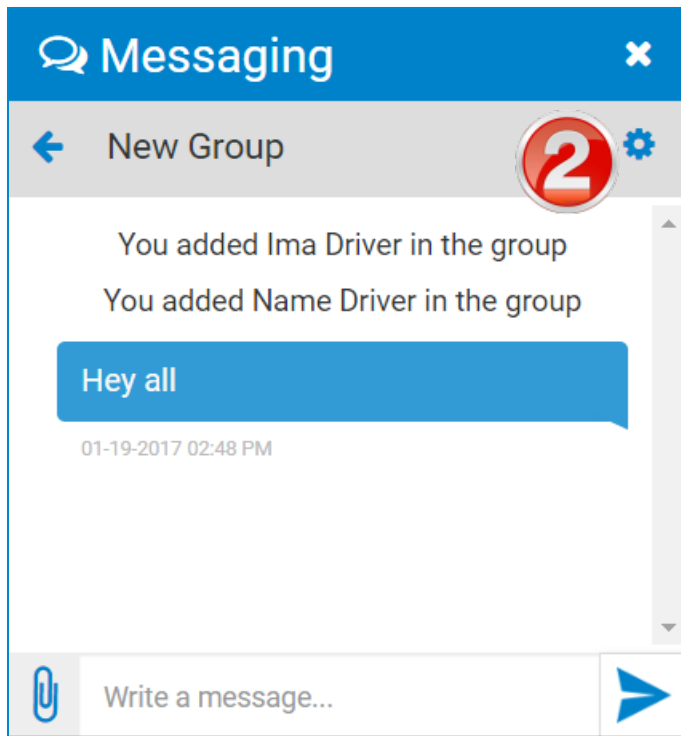 Messaging
New Group
2
You added Ima Driver in the group
You added Name Driver in the group
Hey all
01-19-2017 02:48 PM
Write a message...